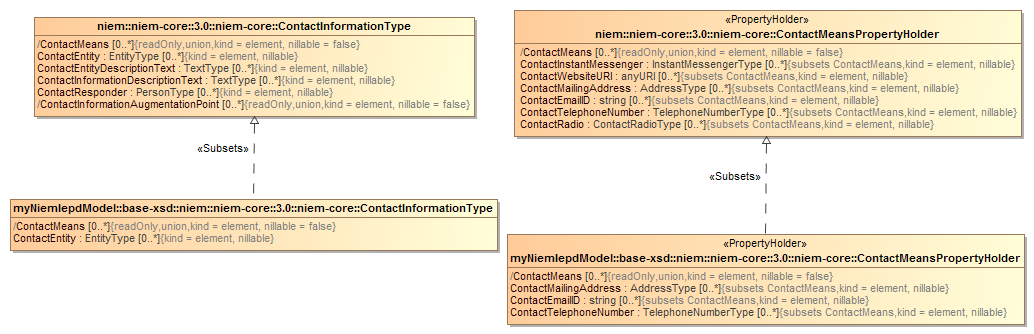 niem::niem-core::3.0::niem-core::ContactInformationType
/ContactMeans [0..*]{readOnly,union,kind = element, nillable = false}
ContactEntity : EntityType [0..*]{kind = element, nillable}
ContactEntityDescriptionText : TextType [0..*]{kind = element, nillable}
ContactInformationDescriptionText : TextType [0..*]{kind = element, nillable}
ContactResponder : PersonType [0..*]{kind = element, nillable}
/ContactInformationAugmentationPoint [0..*]{readOnly,union,kind = element, nillable = false}
«Subsets»
myNiemIepdModel::base-xsd::niem::niem-core::3.0::niem-core::ContactInformationType
/ContactMeans [0..*]{readOnly,union,kind = element, nillable = false}
ContactEntity : EntityType [0..*]{kind = element, nillable}
«PropertyHolder»
niem::niem-core::3.0::niem-core::ContactMeansPropertyHolder
/ContactMeans [0..*]{readOnly,union,kind = element, nillable = false}
ContactInstantMessenger : InstantMessengerType [0..*]{subsets ContactMeans,kind = element, nillable}
ContactWebsiteURI : anyURI [0..*]{subsets ContactMeans,kind = element, nillable}
ContactMailingAddress : AddressType [0..*]{subsets ContactMeans,kind = element, nillable}
ContactEmailID : string [0..*]{subsets ContactMeans,kind = element, nillable}
ContactTelephoneNumber : TelephoneNumberType [0..*]{subsets ContactMeans,kind = element, nillable}
ContactRadio : ContactRadioType [0..*]{subsets ContactMeans,kind = element, nillable}
«Subsets»
«PropertyHolder»
myNiemIepdModel::base-xsd::niem::niem-core::3.0::niem-core::ContactMeansPropertyHolder
/ContactMeans [0..*]{readOnly,union,kind = element, nillable = false}
ContactMailingAddress : AddressType [0..*]{subsets ContactMeans,kind = element, nillable}
ContactEmailID : string [0..*]{subsets ContactMeans,kind = element, nillable}
ContactTelephoneNumber : TelephoneNumberType [0..*]{subsets ContactMeans,kind = element, nillable}